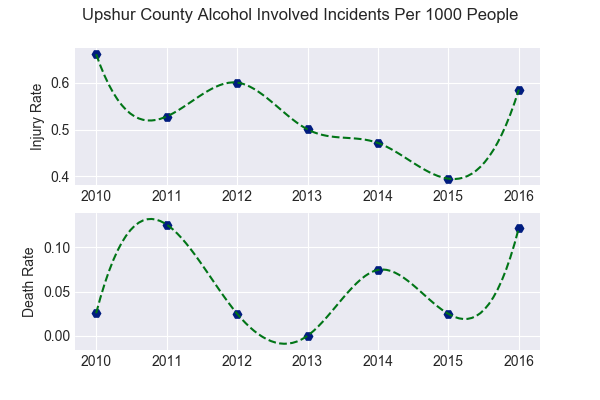 Upshur County Alcohol Involved Incidents Per 1000 People
Injury Rate
0.6
0.5
0.4
2010 2011 2012 2013 2014 2015 2016
Death Rate
0.10
0.05
0.00
2010 2011 2012 2013 2014 2015 2016